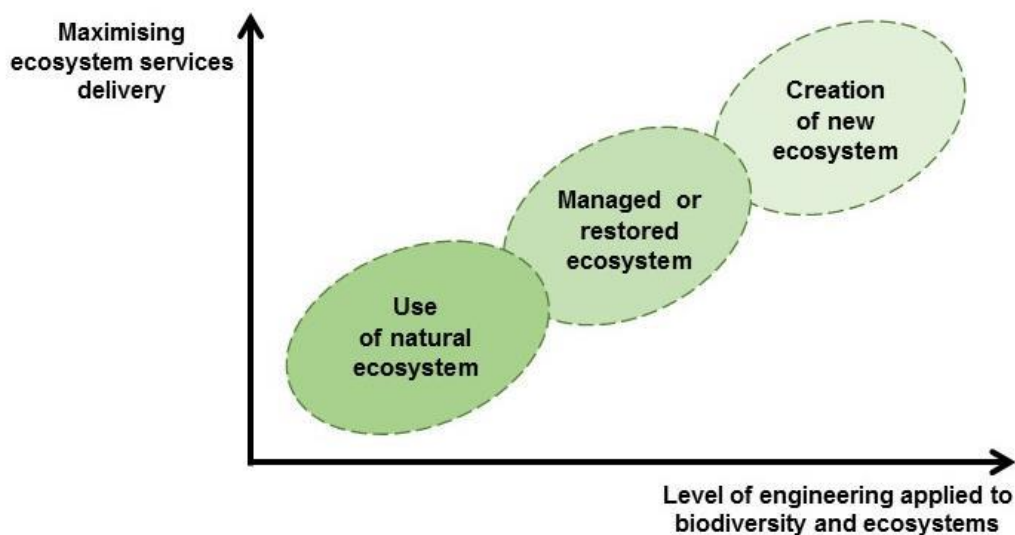 Maximising
ecosystem services
delivery
Creation
of new
ecosystem
Managed or
restored
ecosystem
Use
of natural
ecosystem
Level of engineering applied to
biodiversity and ecosystems